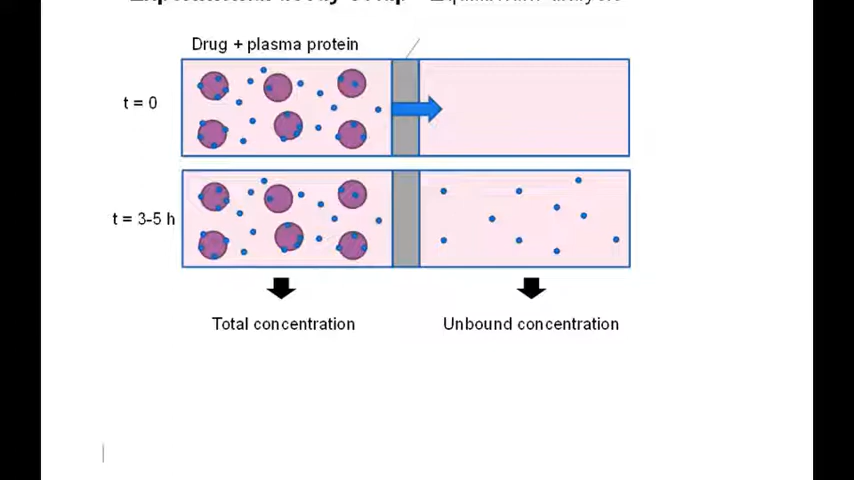 Drug + plasma protein
t = 0
t = 3-5 h
Total concentration
Unbound concentration